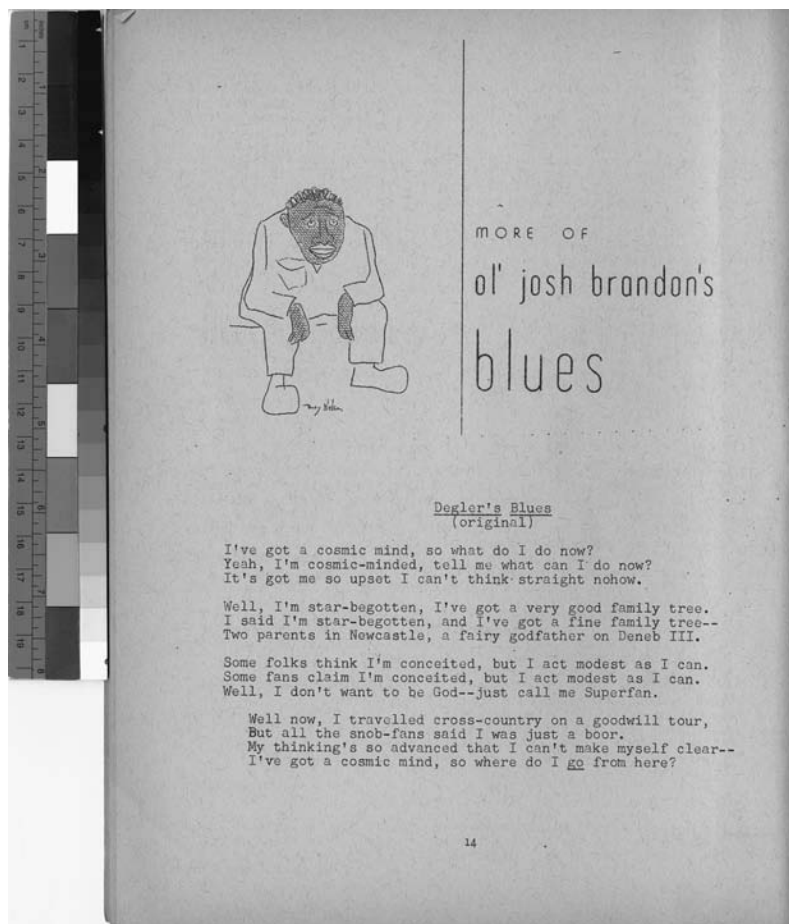 MORE OF
ol' josh brandon's
blues
Degler's Blues
(original)
I've got a cosmic mind, so what do I do now?
Yeah, I'm cosmic-minded, tell me what can I do now?
It's got me so upset I can't think straight nohow.
Well, I'm star-begotten, I've got a very good family tree.
I said I'm star-begotten, and I've got a fine family tree--
Two parents in Newcastle, a fairy godfather on Deneb III.
Some folks think I'm conceited, but I act modest as I can.
Some fans claim I'm conceited, but I act modest as I can.
Well, I don't want to be God--just call me Superfan.
Well now, I travelled cross-country on a goodwill tour,
But all the snob-fans said I was just a boor.
My thinking's so advanced that I can't make myself clear--
I've got a cosmic mind, so where do I go from here?
14